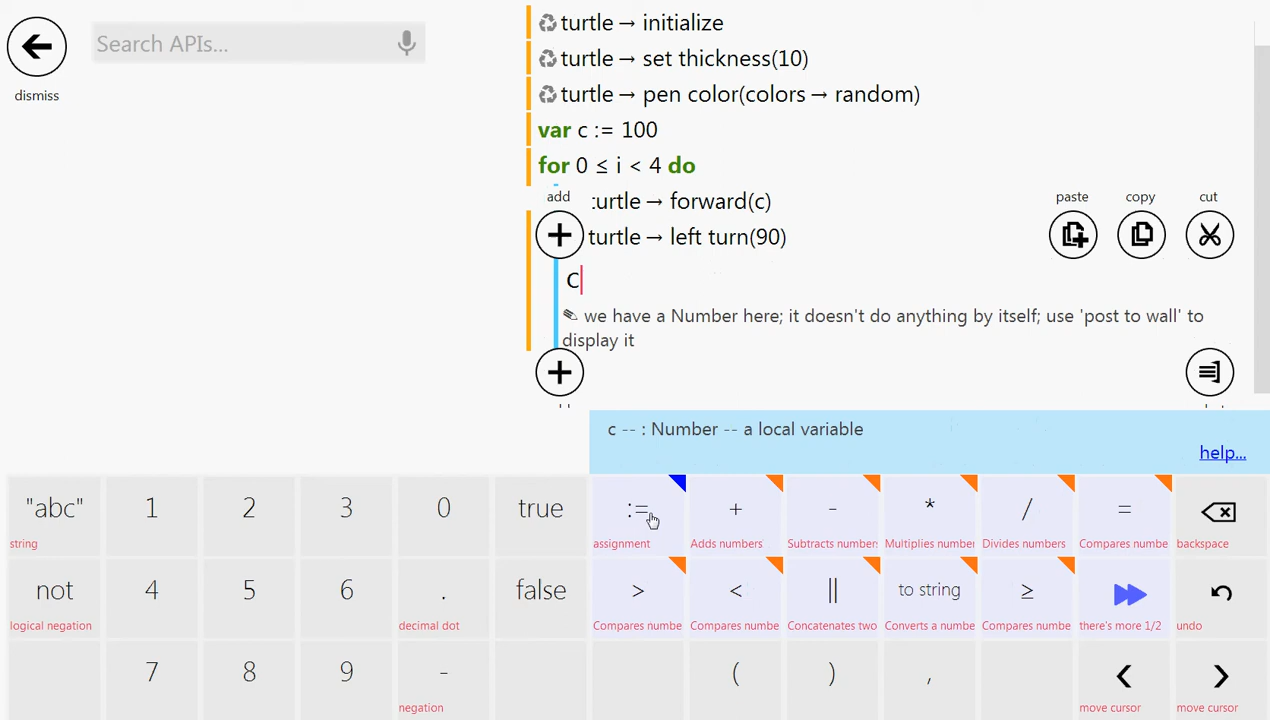 dismiss
Search APIs...
turtle → initialize
turtle → set thickness(10)
turtle → pen color(colors → random)
var c := 100
for 0 ≤ i < 4 do
add
turtle → forward(c)
paste
copy
cut
turtle → left turn(90)
c
we have a Number here; it doesn't do anything by itself; use 'post to wall' to
display it
c -- : Number -- a local variable
help...
"abc"
string
1
2
3
0
true
:=
assignment
+
Adds numbers
-
Subtracts numbers
*
Multiplies number
/
Divides numbers
=
Compares numbe
backspace
not
logical negation
4
5
6
.
decimal dot
false
>
Compares numbe
<
Compares numbe
||
Concatenates two
to string
Converts a numbe
≥
Compares numbe
there's more 1/2
undo
7
8
9
-
negation
(
)
,
<
move cursor
>
move cursor